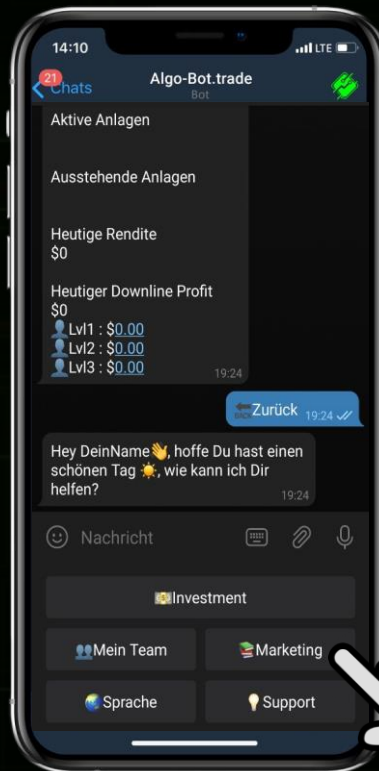 14:10
LTE
21
Chats
Algo-Bot.trade
Bot
Aktive Anlagen
Ausstehende Anlagen
Heutige Rendite
$0
Heutiger Downline Profit
$0
👤Lvl1 : $0.00
👤Lvl2 : $0.00
👤Lvl3 : $0.00
19:24
🔙Zurück 19:24
Hey DeinName👋, hoffe Du hast einen
schönen Tag ☀️, wie kann ich Dir
helfen?
19:24
Nachricht
💴Investment
👥Mein Team
📚Marketing
🌍Sprache
💡Support